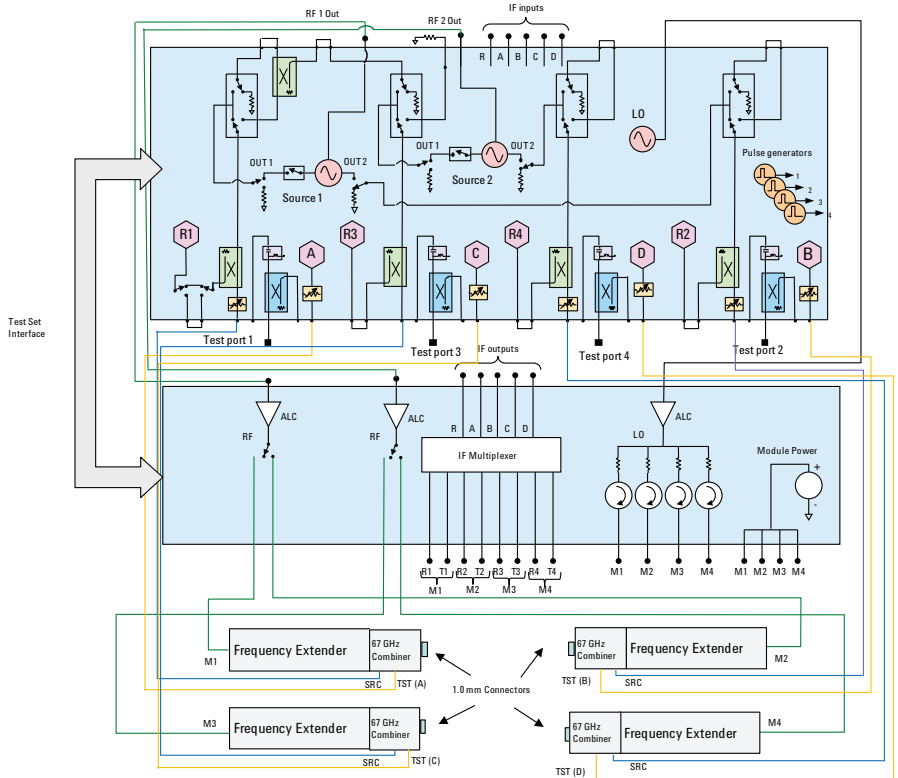 RF 1 Out
RF 2 Out
IF inputs
R A B C D
LO
OUT 1
OUT 2
Source 1
OUT 1
OUT 2
Source 2
Pulse generators
1
2
3
4
R1
A
R3
C
R4
D
R2
B
Test Set
Interface
Test port 1
Test port 3
Test port 4
Test port 2
IF outputs
ALC
RF
ALC
RF
R A B C D
IF Multiplexer
ALC
LO
Module Power
+
-
R1 T1 R2 T2 R3 T3 R4 T4
M1 M2 M3 M4
M1 M2 M3 M4
M1 M2 M3 M4
Frequency Extender
67 GHz
Combiner
M1
SRC
TST (A)
67 GHz
Combiner
Frequency Extender
M2
TST (B)
SRC
1.0 mm Connectors
M3
Frequency Extender
67 GHz
Combiner
SRC
TST (C)
67 GHz
Combiner
Frequency Extender
M4
TST (D)
SRC